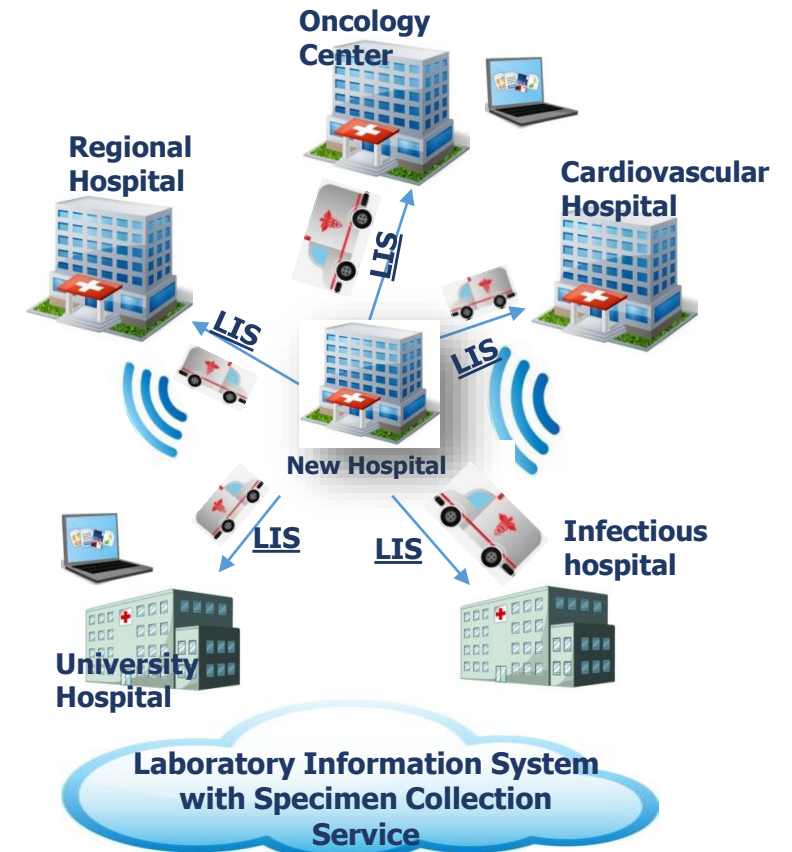 Oncology
Center
Regional
Hospital
Cardiovascular
Hospital
LIS
LIS
LIS
New Hospital
LIS
LIS
Infectious
hospital
University
Hospital
Laboratory Information System
with Specimen Collection
Service